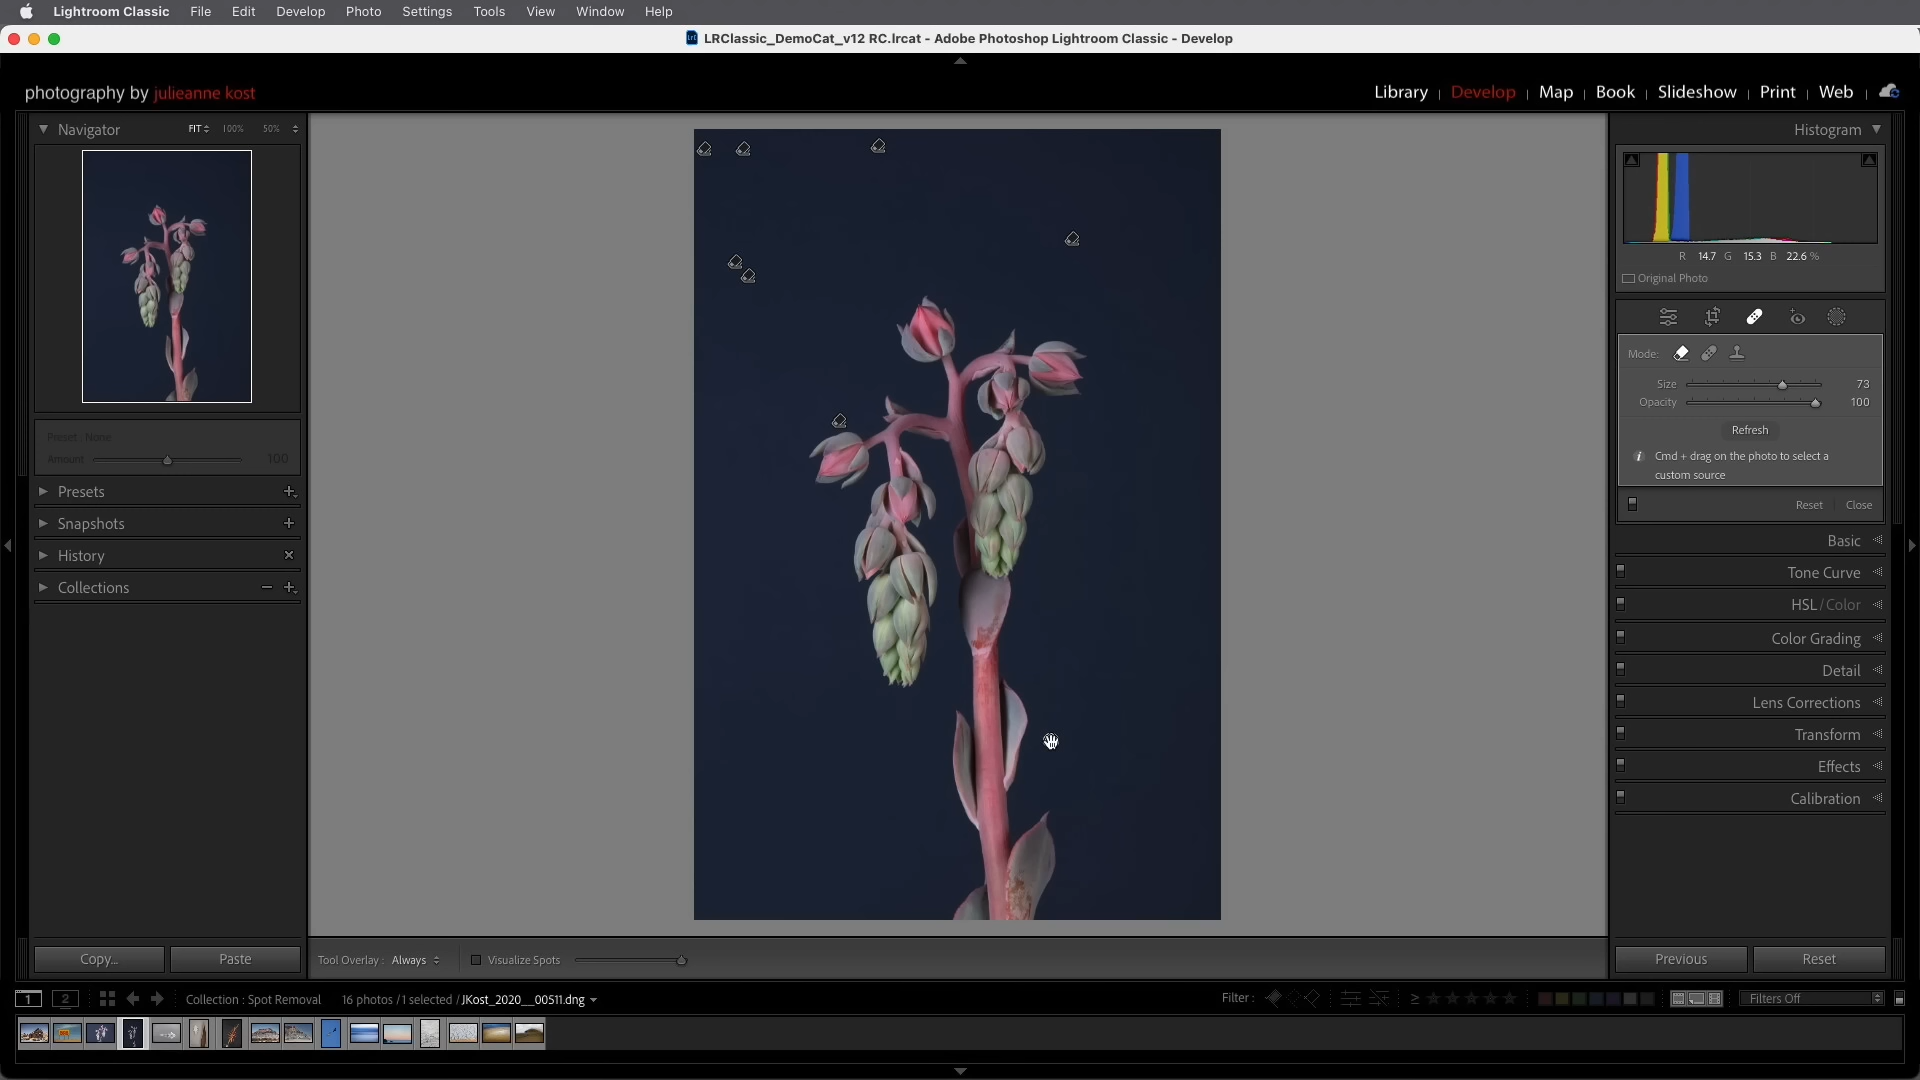 Lightroom Classic File Edit Develop Photo Settings Tools View Window Help
LRClassic_DemoCat_v12 RC.lrcat - Adobe Photoshop Lightroom Classic - Develop
photography by julieanne kost
Library | Develop | Map | Book | Slideshow | Print | Web |
Navigator FIT 100% 50%
Histogram
R 14.7 G 15.3 B 22.6 %
Original Photo
Mode:
Size 73
Opacity 100
Refresh
Cmd + drag on the photo to select a
custom source
Reset Close
Preset : None
Amount 100
Presets
Snapshots
History
Collections
Basic
Tone Curve
HSL / Color
Color Grading
Detail
Lens Corrections
Transform
Effects
Calibration
Copy... Paste
Tool Overlay : Always Visualize Spots
Previous Reset
1 2 Collection : Spot Removal 16 photos / 1 selected / JKost_2020__00511.dng
Filter : ≥ Filters Off